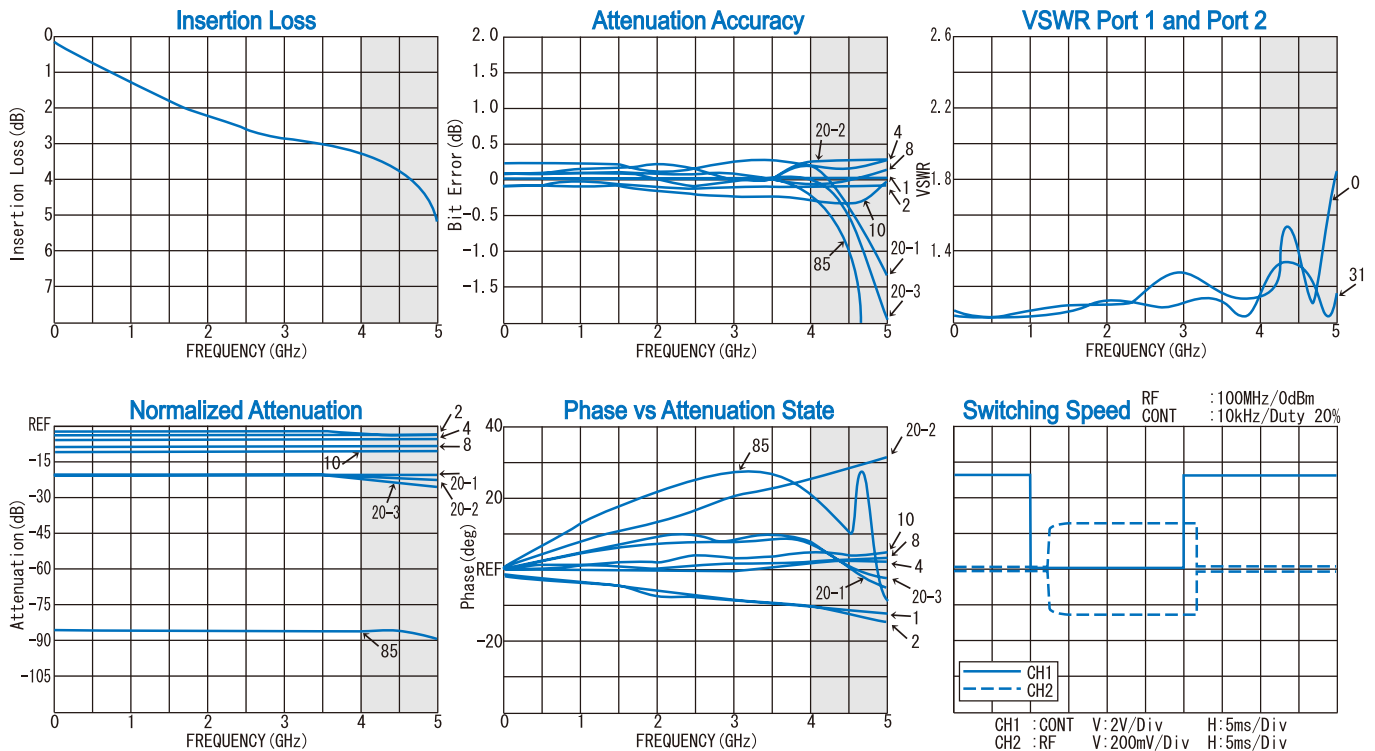 Insertion Loss
0
1
2
3
4
5
6
7
Insertion Loss(dB)
0 1 2 3 4 5
FREQUENCY(GHz)
Attenuation Accuracy
2.0
1.5
1.0
0.5
0
-0.5
-1.0
-1.5
Bit Error(dB)
20-2
4
8
1
2
10
85
20-1
20-3
0 1 2 3 4 5
FREQUENCY(GHz)
VSWR Port 1 and Port 2
2.6
2.2
1.8
1.4
VSWR
0
31
0 1 2 3 4 5
FREQUENCY(GHz)
Normalized Attenuation
REF
-15
-30
-45
-60
-75
-90
-105
Attenuation(dB)
2
4
8
10
20-1
20-2
20-3
85
0 1 2 3 4 5
FREQUENCY(GHz)
Phase vs Attenuation State
40
20
REF
-20
Phase(deg)
85
20-2
10
8
4
20-1
20-3
1
2
0 1 2 3 4 5
FREQUENCY(GHz)
Switching Speed
RF :100MHz/0dBm
CONT :10kHz/Duty 20%
CH1
CH2
CH1 :CONT V:2V/Div H:5ms/Div
CH2 :RF V:200mV/Div H:5ms/Div